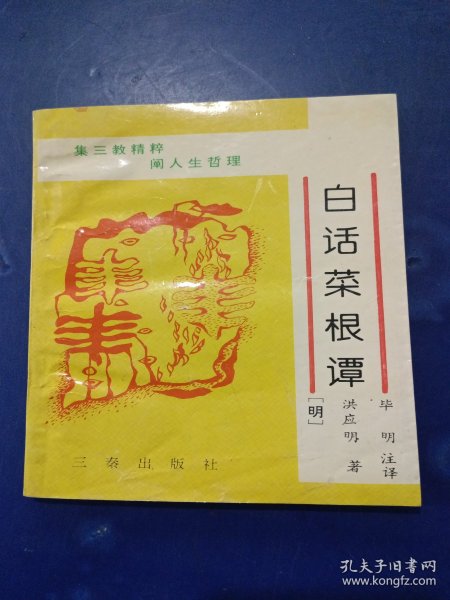 集三教精粹
阐人生哲理
白话菜根谭
[明]
洪应明 著
毕明 注译
三秦出版社
孔夫子旧书网
www.kongfz.com